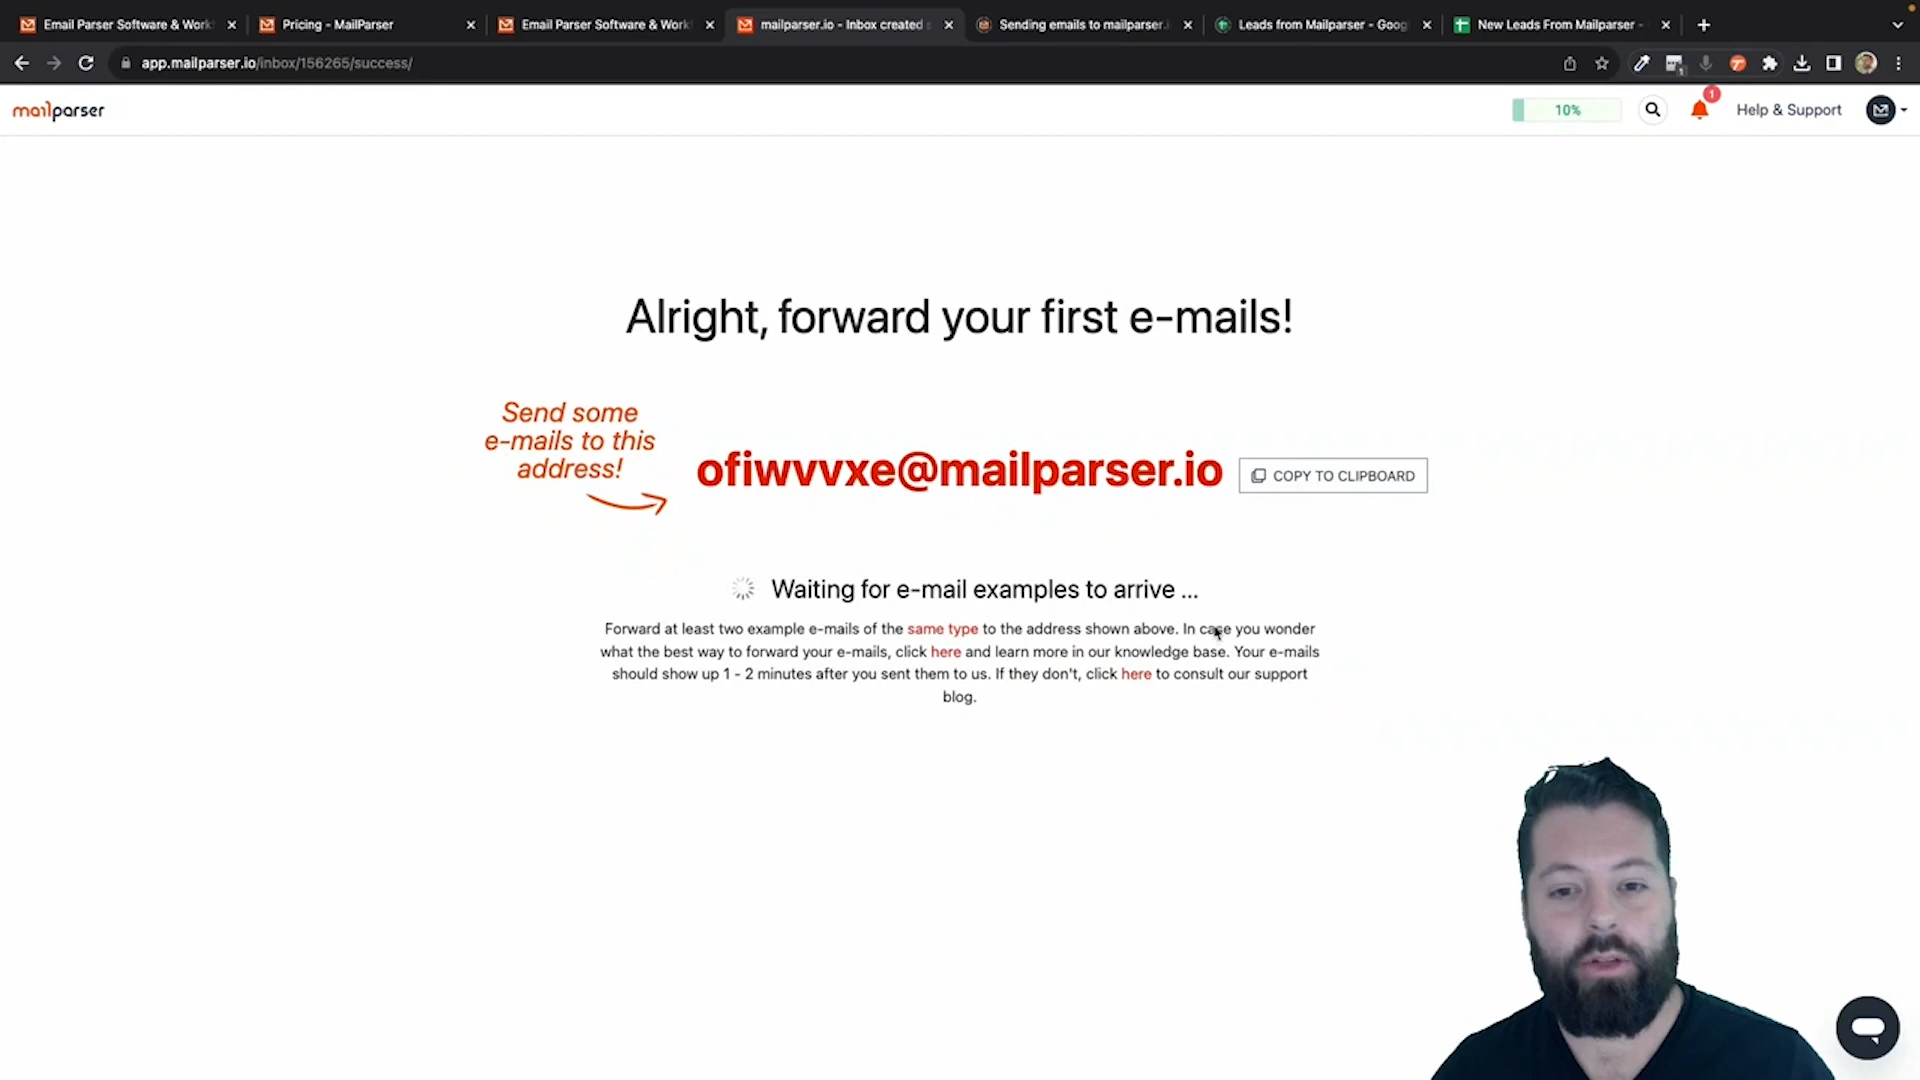 Email Parser Software & Work
Pricing - MailParser
Email Parser Software & Work
mailparser.io - Inbox created s
Sending emails to mailparser.
Leads from Mailparser - Goog
New Leads From Mailparser -
app.mailparser.io/inbox/156265/success/
mailparser
10%
1
Help & Support
Alright, forward your first e-mails!
Send some
e-mails to this
address!
ofiwvvvxe@mailparser.io
COPY TO CLIPBOARD
Waiting for e-mail examples to arrive ...
Forward at least two example e-mails of the same type to the address shown above. In case you wonder
what the best way to forward your e-mails, click here and learn more in our knowledge base. Your e-mails
should show up 1 - 2 minutes after you sent them to us. If they don't, click here to consult our support
blog.